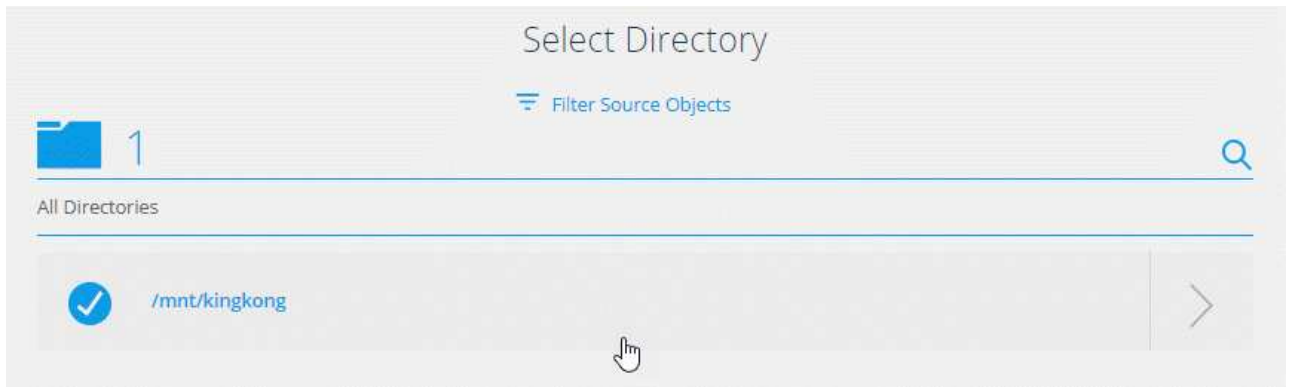 Select Directory
Filter Source Objects
1
All Directories
/mnt/kingkong